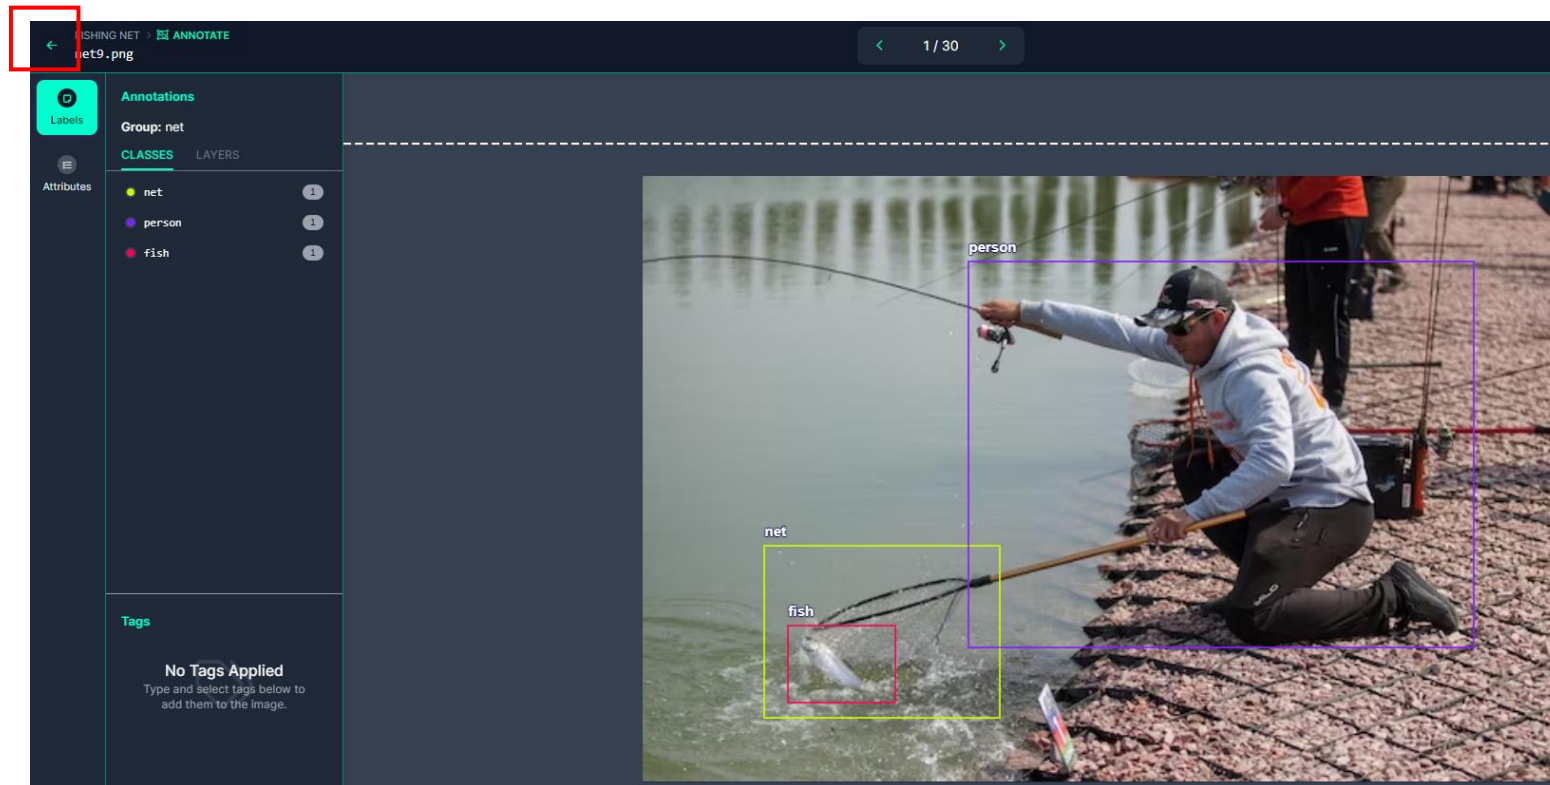 FISHING NET > ANNOTATE
net9.png
1 / 30
Labels
Attributes
Annotations
Group: net
CLASSES LAYERS
net 1
person 1
fish 1
Tags
No Tags Applied
Type and select tags below to
add them to the image.
person
net
fish